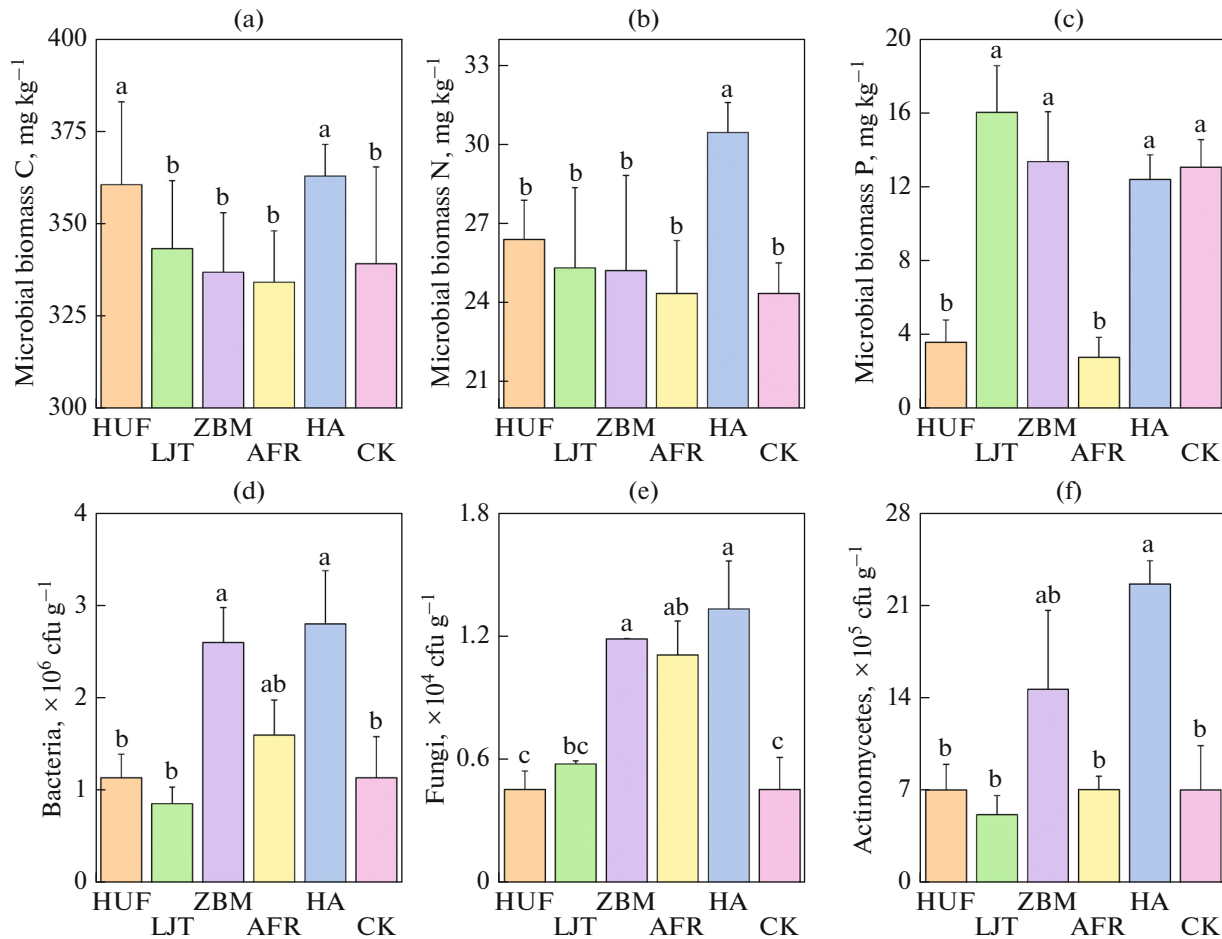 (a)
Microbial biomass C, mg kg⁻¹
400
375
350
325
300
a
b
b
b
a
b
HUF
LJT
ZBM
AFR
HA
CK
(b)
Microbial biomass N, mg kg⁻¹
33
30
27
24
21
b
b
b
b
a
b
HUF
LJT
ZBM
AFR
HA
CK
(c)
Microbial biomass P, mg kg⁻¹
20
16
12
8
4
0
b
a
a
b
a
a
HUF
LJT
ZBM
AFR
HA
CK
(d)
Bacteria, ×10⁶ cfu g⁻¹
4
3
2
1
0
b
b
a
ab
a
b
HUF
LJT
ZBM
AFR
HA
CK
(e)
Fungi, ×10⁴ cfu g⁻¹
1.8
1.2
0.6
0
c
bc
a
ab
a
c
HUF
LJT
ZBM
AFR
HA
CK
(f)
Actinomycetes, ×10⁵ cfu g⁻¹
28
21
14
7
0
b
b
ab
b
a
b
HUF
LJT
ZBM
AFR
HA
CK